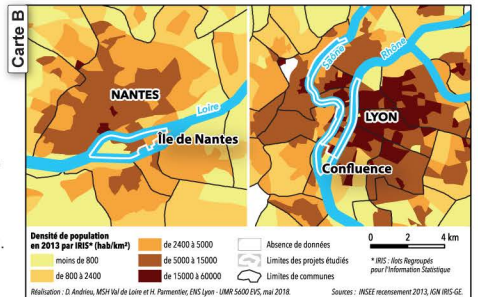 Carte B
NANTES
Loire
Île de Nantes
Saône
Rhône
LYON
Confluence
Densité de population
en 2013 par IRIS* (hab/km²)
moins de 800
de 800 à 2400
de 2400 à 5000
de 5000 à 15000
de 15000 à 60000
Absence de données
Limites des projets étudiés
Limites de communes
0 2 4 km
* IRIS : Ilots Regroupés
pour l'Information Statistique
Réalisation : D. Andrieu, MSH Val de Loire et H. Parmentier, ENS Lyon - UMR 5600 EVS, mai 2018.
Sources : INSEE recensement 2013, IGN IRIS-GE.